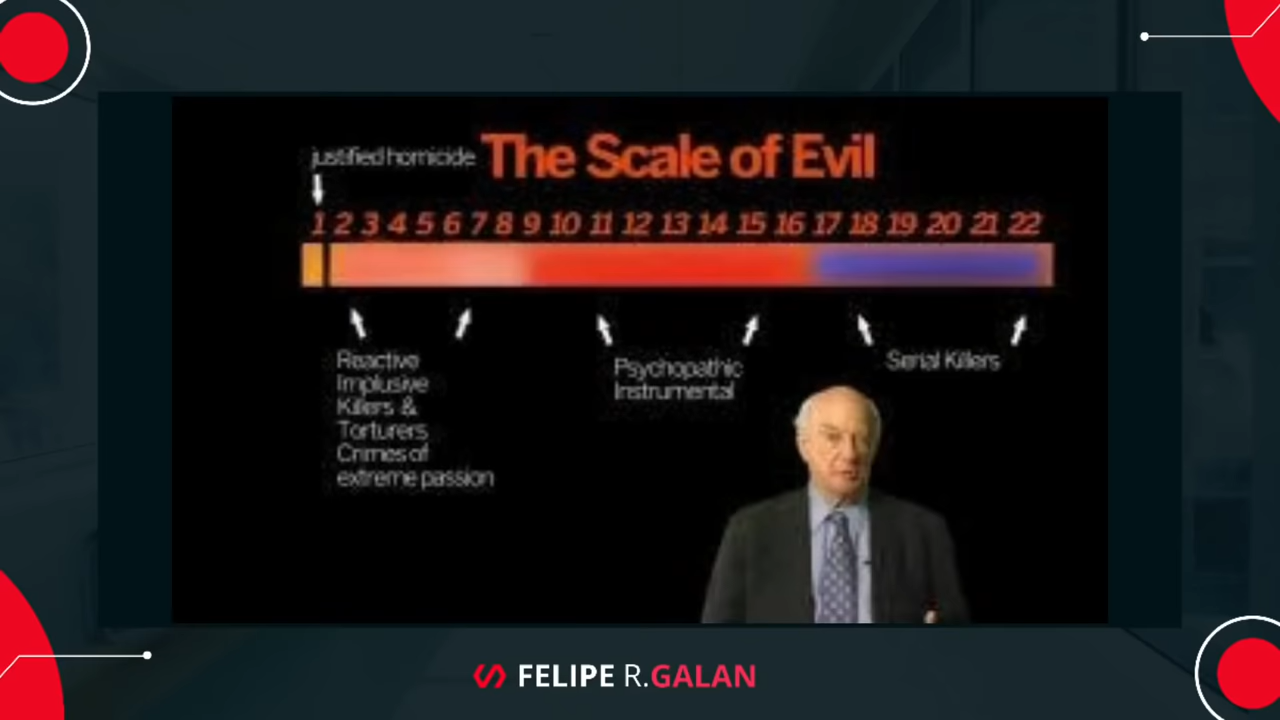 The Scale of Evil
justified homicide
1 2 3 4 5 6 7 8 9 10 11 12 13 14 15 16 17 18 19 20 21 22
Reactive
Implusive
Killers &
Torturers
Crimes of
extreme passion
Psychopathic
Instrumental
Serial Killers
FELIPE R.GALAN